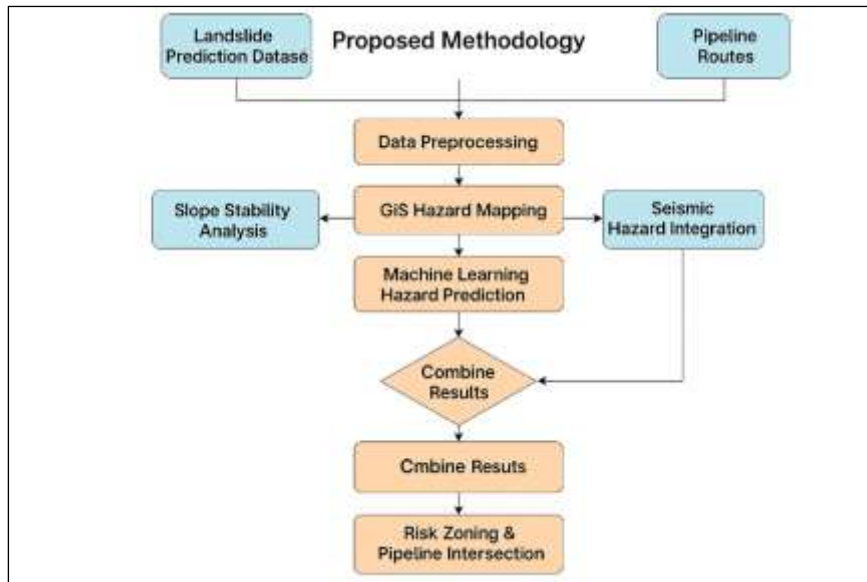 Landslide
Prediction Datasé
Proposed Methodology
Pipeline
Routes
Data Preprocessing
Slope Stability
Analysis
GiS Hazard Mapping
Seismic
Hazard Integration
Machine Learning
Hazard Prediction
Combine
Results
Cmbine Resuts
Risk Zoning &
Pipeline Intersection